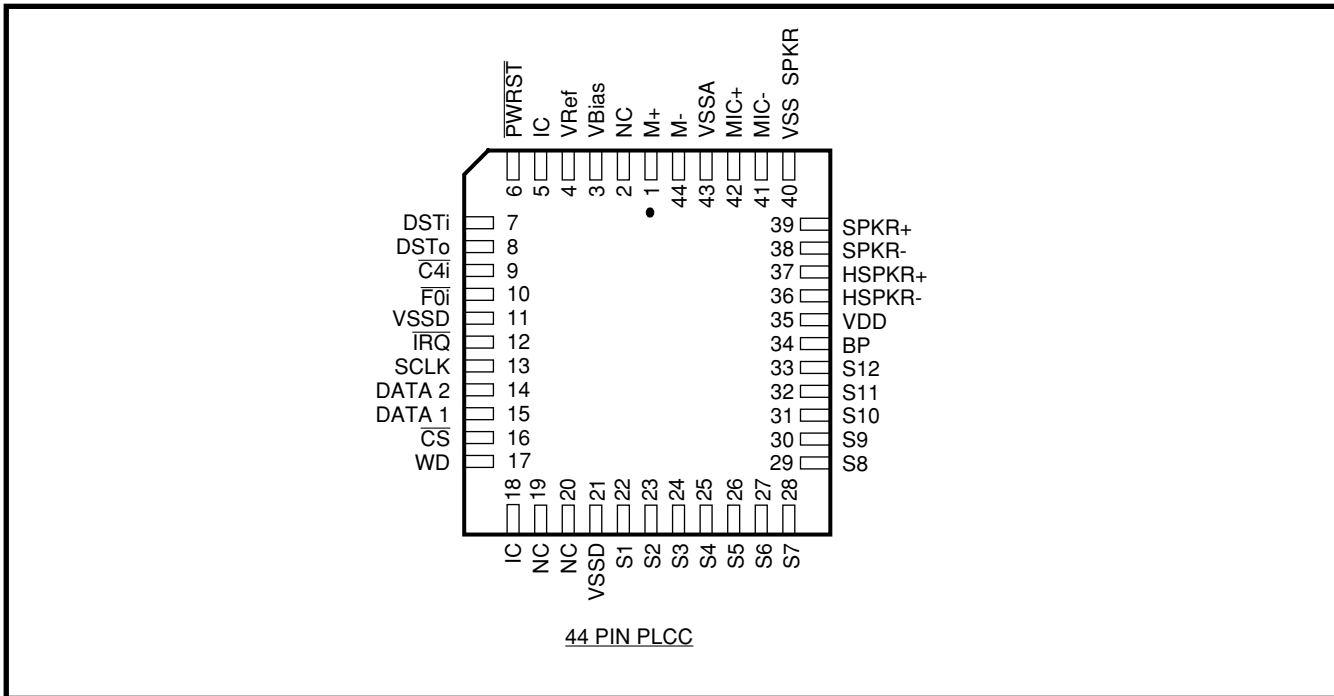 PWRST
IC
VRef
VBias
NC
M+
M-
VSSA
MIC+
MIC-
VSS SPKR
6 5 4 3 2 1 44 43 42 41 40
DSTi 7
DSTo 8
C4i 9
F0i 10
VSSD 11
IRQ 12
SCLK 13
DATA 2 14
DATA 1 15
CS 16
WD 17
39 SPKR+
38 SPKR-
37 HSPKR+
36 HSPKR-
35 VDD
34 BP
33 S12
32 S11
31 S10
30 S9
29 S8
18 19 20 21 22 23 24 25 26 27 28
IC
NC
NC
VSSD
S1
S2
S3
S4
S5
S6
S7
44 PIN PLCC